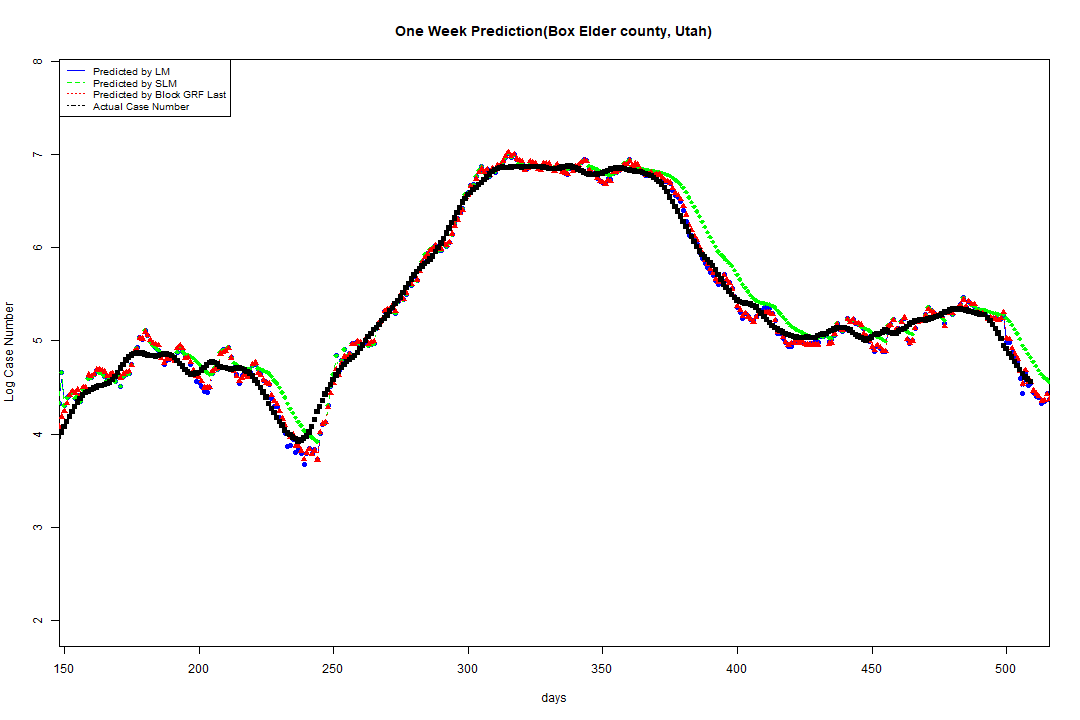 One Week Prediction(Box Elder county, Utah)
Predicted by LM
Predicted by SLM
Predicted by Block GRF Last
Actual Case Number
8
7
6
5
4
3
2
Log Case Number
150 200 250 300 350 400 450 500
days